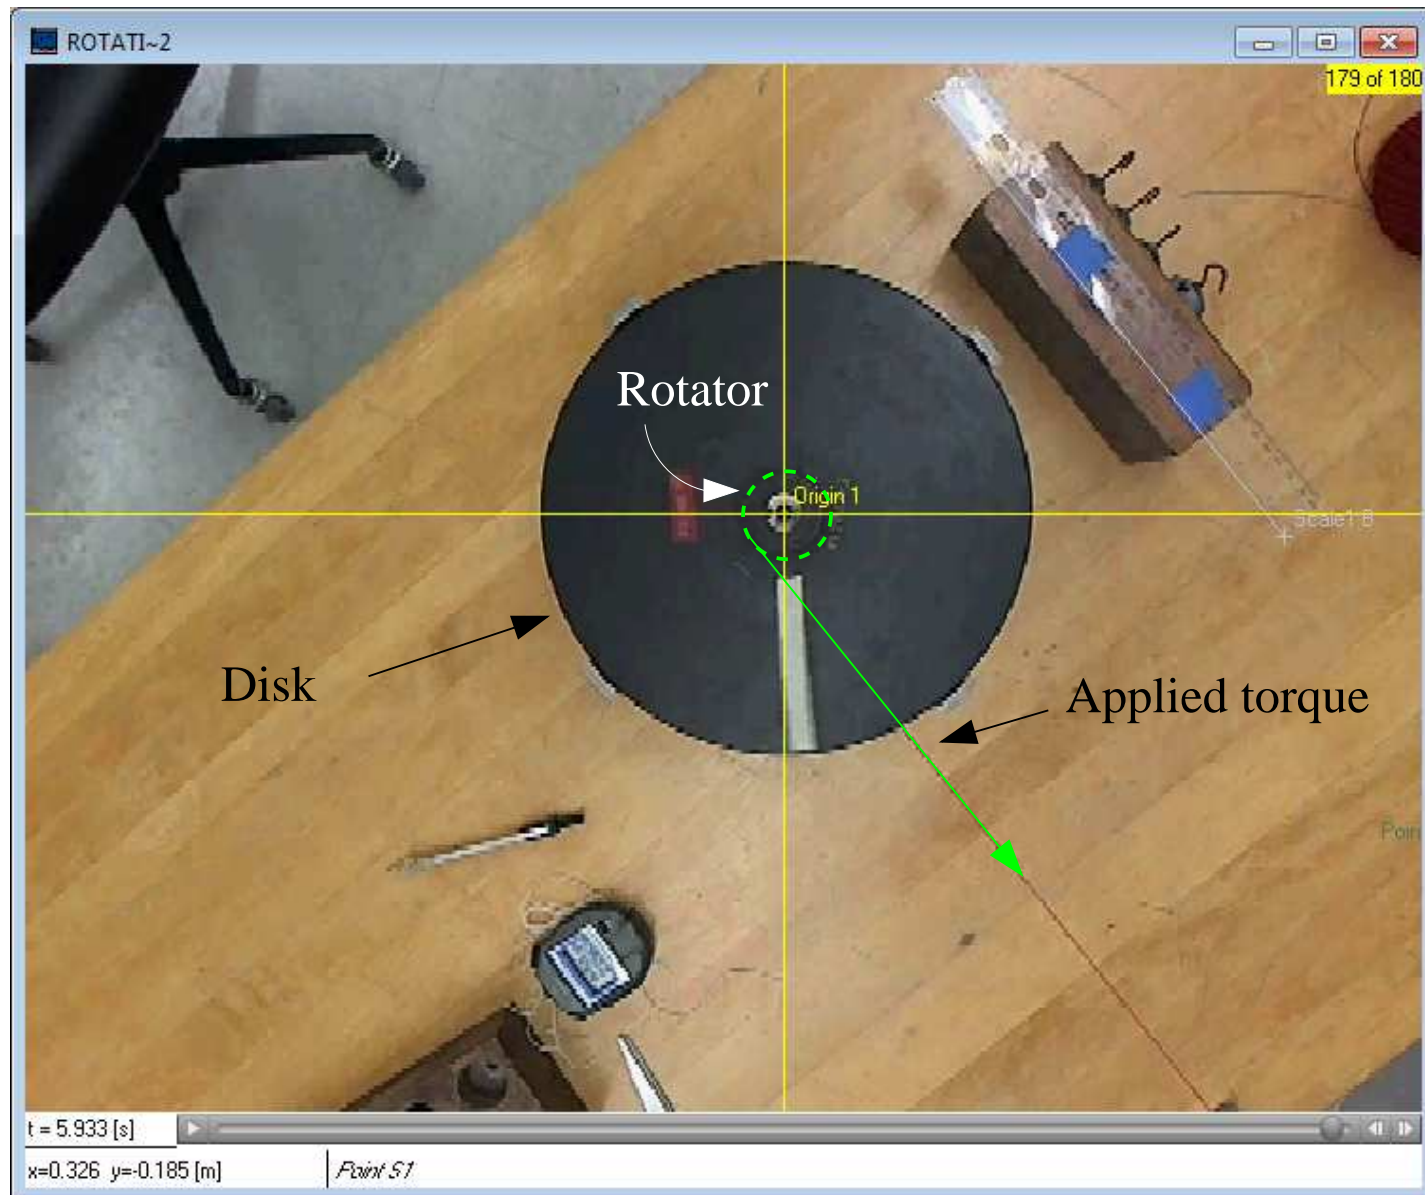 ROTATI~2
179 of 180
Rotator
Origin 1
Scale1 B
Disk
Applied torque
Poin
t = 5.933 [s]
x=0.326 y=-0.185 [m]
Point S1